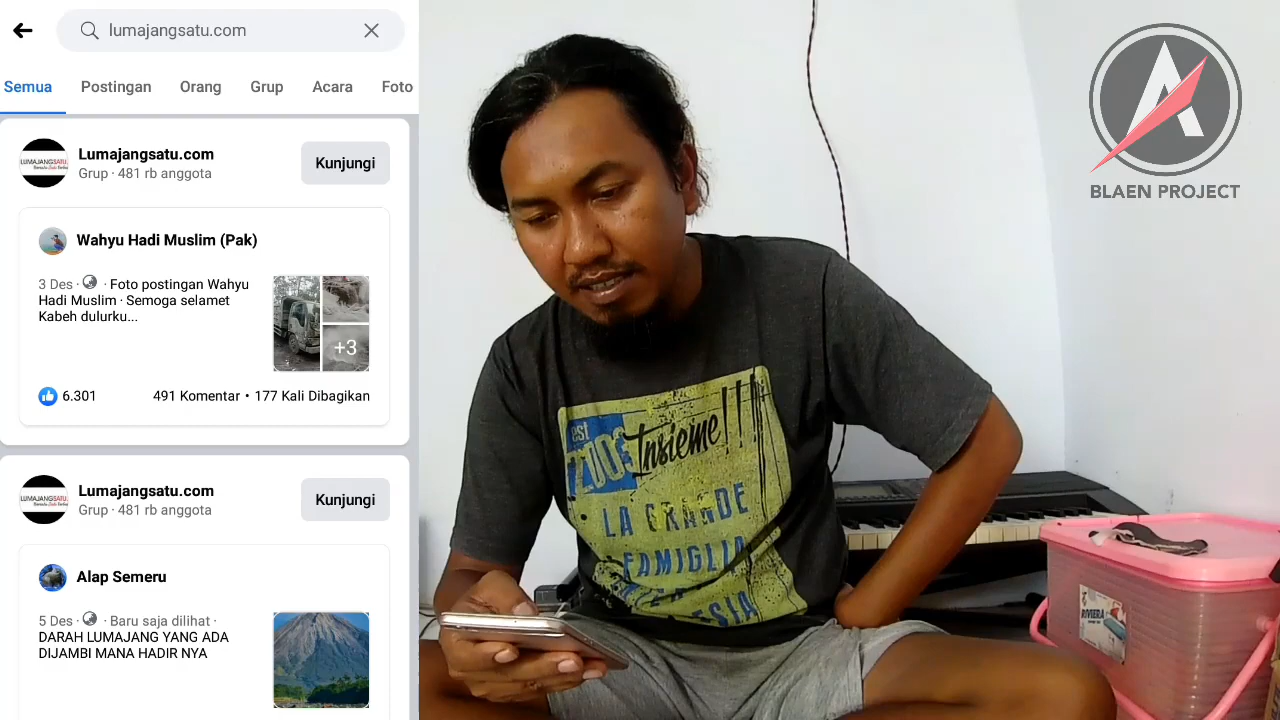 lumajangsatu.com
Semua Postingan Orang Grup Acara Foto
Lumajangsatu.com
Grup · 481 rb anggota
Kunjungi
Wahyu Hadi Muslim (Pak)
3 Des · · Foto postingan Wahyu
Hadi Muslim · Semoga selamet
Kabeh dulurku...
+3
6.301
491 Komentar • 177 Kali Dibagikan
Lumajangsatu.com
Grup · 481 rb anggota
Kunjungi
Alap Semeru
5 Des · · Baru saja dilihat ·
DARAH LUMAJANG YANG ADA
DIJAMBI MANA HADIR NYA
BLAEN PROJECT
est
Insieme!!!
LA GRANDE
FAMIGLIA
RIVIERA